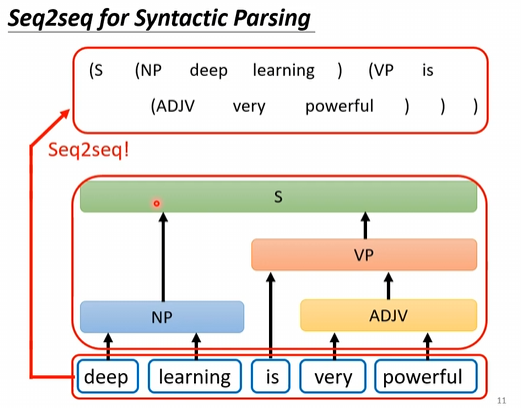 Seq2seq for Syntactic Parsing
(S (NP deep learning ) (VP is
(ADJV very powerful ) ) )
Seq2seq!
S
VP
NP
ADJV
deep learning is very powerful
11